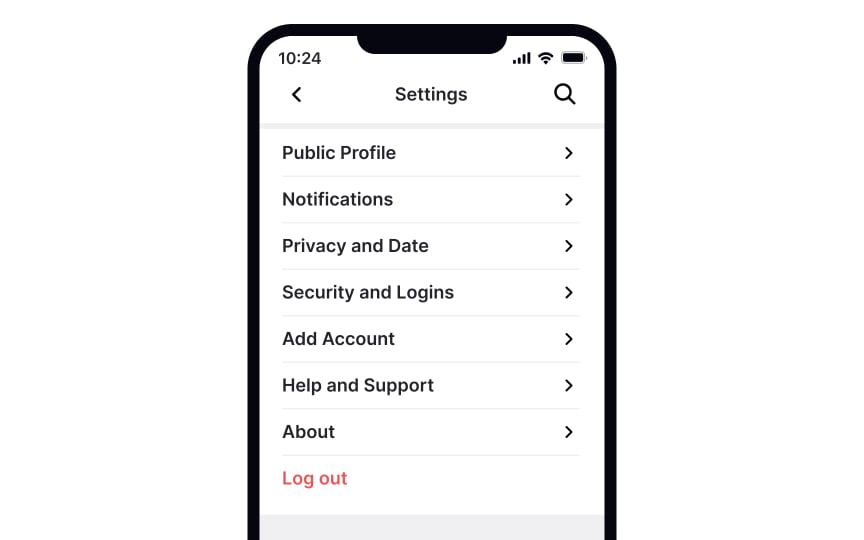 10:24
Settings
Public Profile
Notifications
Privacy and Date
Security and Logins
Add Account
Help and Support
About
Log out